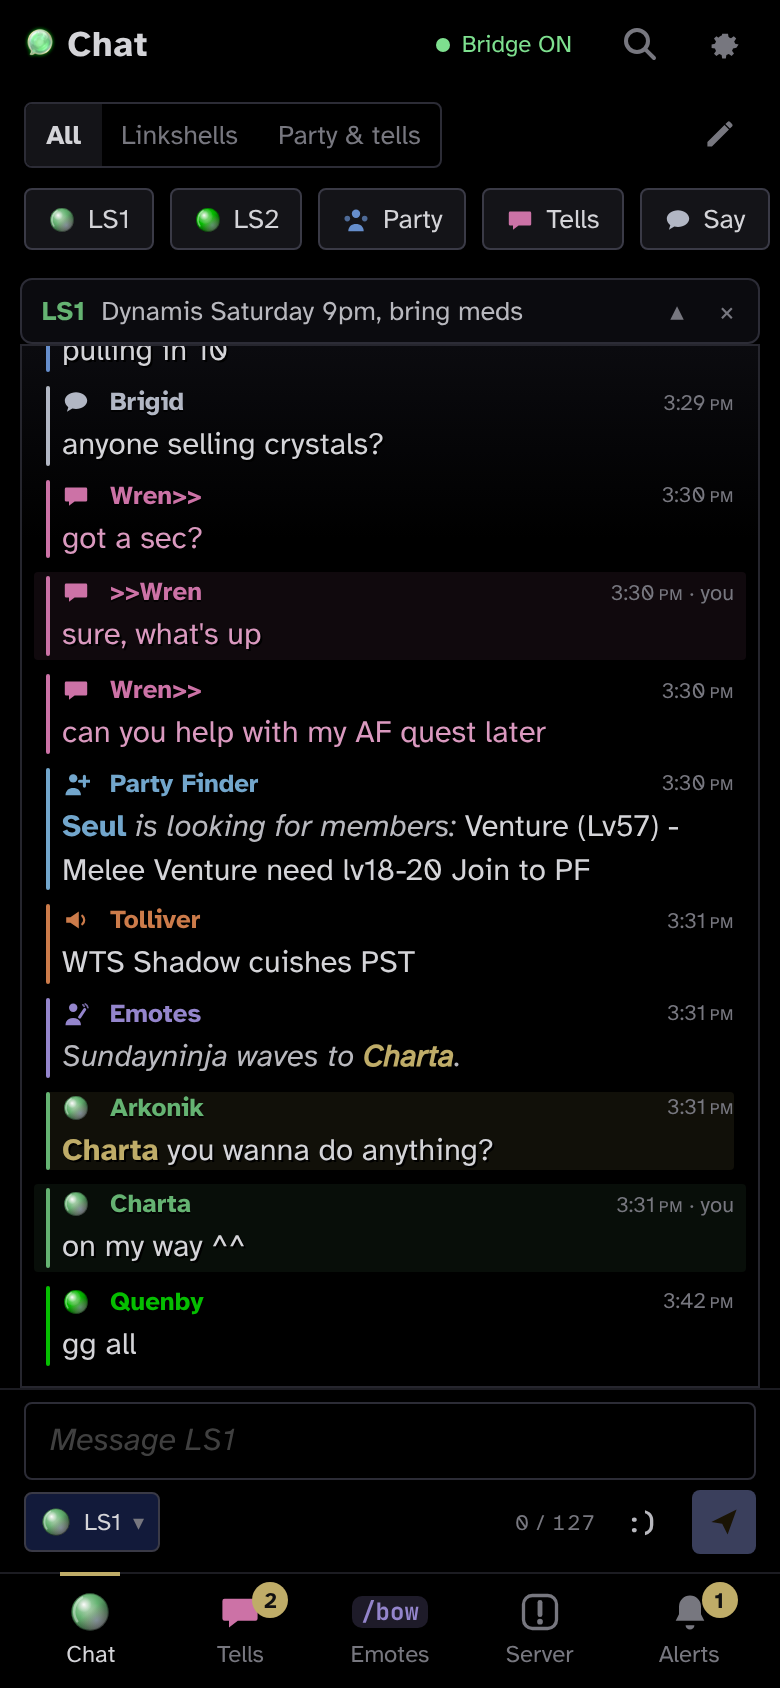 Chat
Bridge ON
All
Linkshells
Party & tells
LS1
LS2
Party
Tells
Say
LS1 Dynamis Saturday 9pm, bring meds ▲ ×
pulling in 10
Brigid 3:29 PM
anyone selling crystals?
Wren>> 3:30 PM
got a sec?
>>Wren 3:30 PM · you
sure, what's up
Wren>> 3:30 PM
can you help with my AF quest later
Party Finder 3:30 PM
Seul is looking for members: Venture (Lv57) -
Melee Venture need lv18-20 Join to PF
Tolliver 3:31 PM
WTS Shadow cuishes PST
Emotes 3:31 PM
Sundayninja waves to Charta.
Arkonik 3:31 PM
Charta you wanna do anything?
Charta 3:31 PM · you
on my way ^^
Quenby 3:42 PM
gg all
Message LS1
LS1 ▾
0 / 127
:)
2
/bow
1
Chat
Tells
Emotes
Server
Alerts